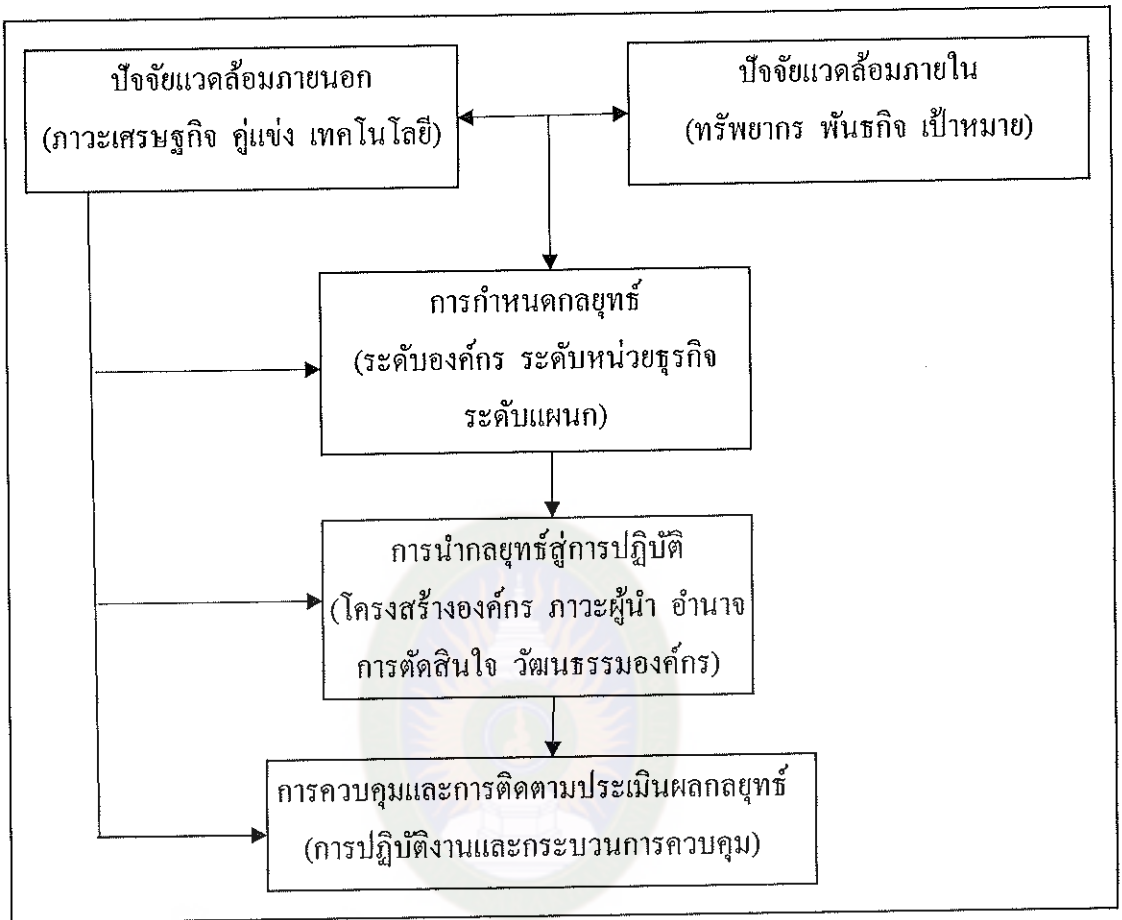 ปัจจัยแวดล้อมภายนอก
(ภาวะเศรษฐกิจ คู่แข่ง เทคโนโลยี)
ปัจจัยแวดล้อมภายใน
(ทรัพยากร พันธกิจ เป้าหมาย)
การกำหนดกลยุทธ์
(ระดับองค์กร ระดับหน่วยธุรกิจ
ระดับแผนก)
การนำกลยุทธ์สู่การปฏิบัติ
(โครงสร้างองค์กร ภาวะผู้นำ อำนาจ
การตัดสินใจ วัฒนธรรมองค์กร)
การควบคุมและการติดตามประเมินผลกลยุทธ์
(การปฏิบัติงานและกระบวนการควบคุม)